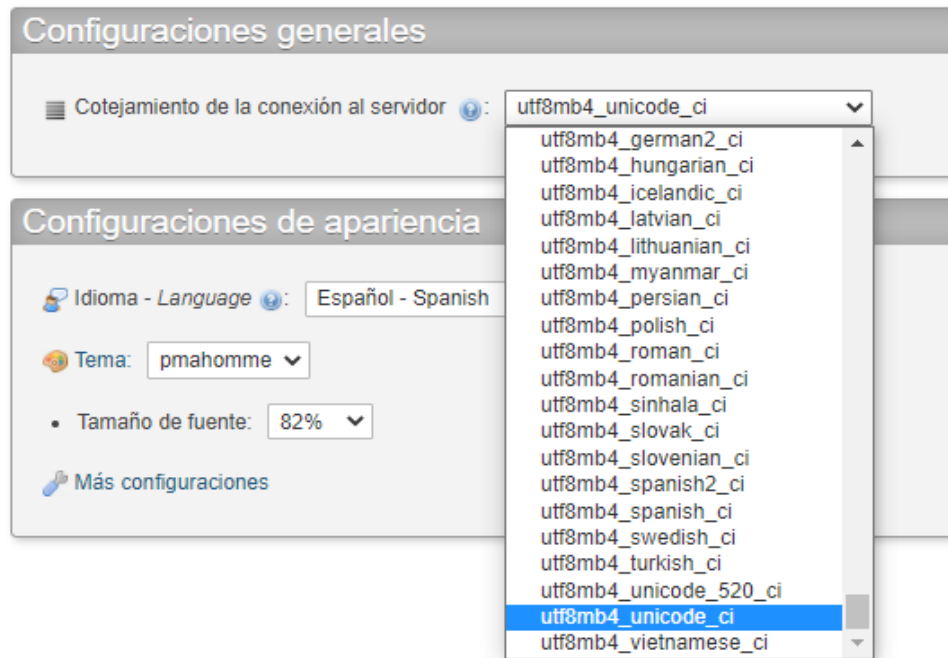 Configuraciones generales
Cotejamiento de la conexión al servidor : utf8mb4_unicode_ci
utf8mb4_german2_ci
utf8mb4_hungarian_ci
utf8mb4_icelandic_ci
utf8mb4_latvian_ci
utf8mb4_lithuanian_ci
utf8mb4_myanmar_ci
utf8mb4_persian_ci
utf8mb4_polish_ci
utf8mb4_roman_ci
utf8mb4_romanian_ci
utf8mb4_sinhala_ci
utf8mb4_slovak_ci
utf8mb4_slovenian_ci
utf8mb4_spanish2_ci
utf8mb4_spanish_ci
utf8mb4_swedish_ci
utf8mb4_turkish_ci
utf8mb4_unicode_520_ci
utf8mb4_unicode_ci
utf8mb4_vietnamese_ci
Configuraciones de apariencia
Idioma - Language : Español - Spanish
Tema: pmahomme
• Tamaño de fuente: 82%
Más configuraciones